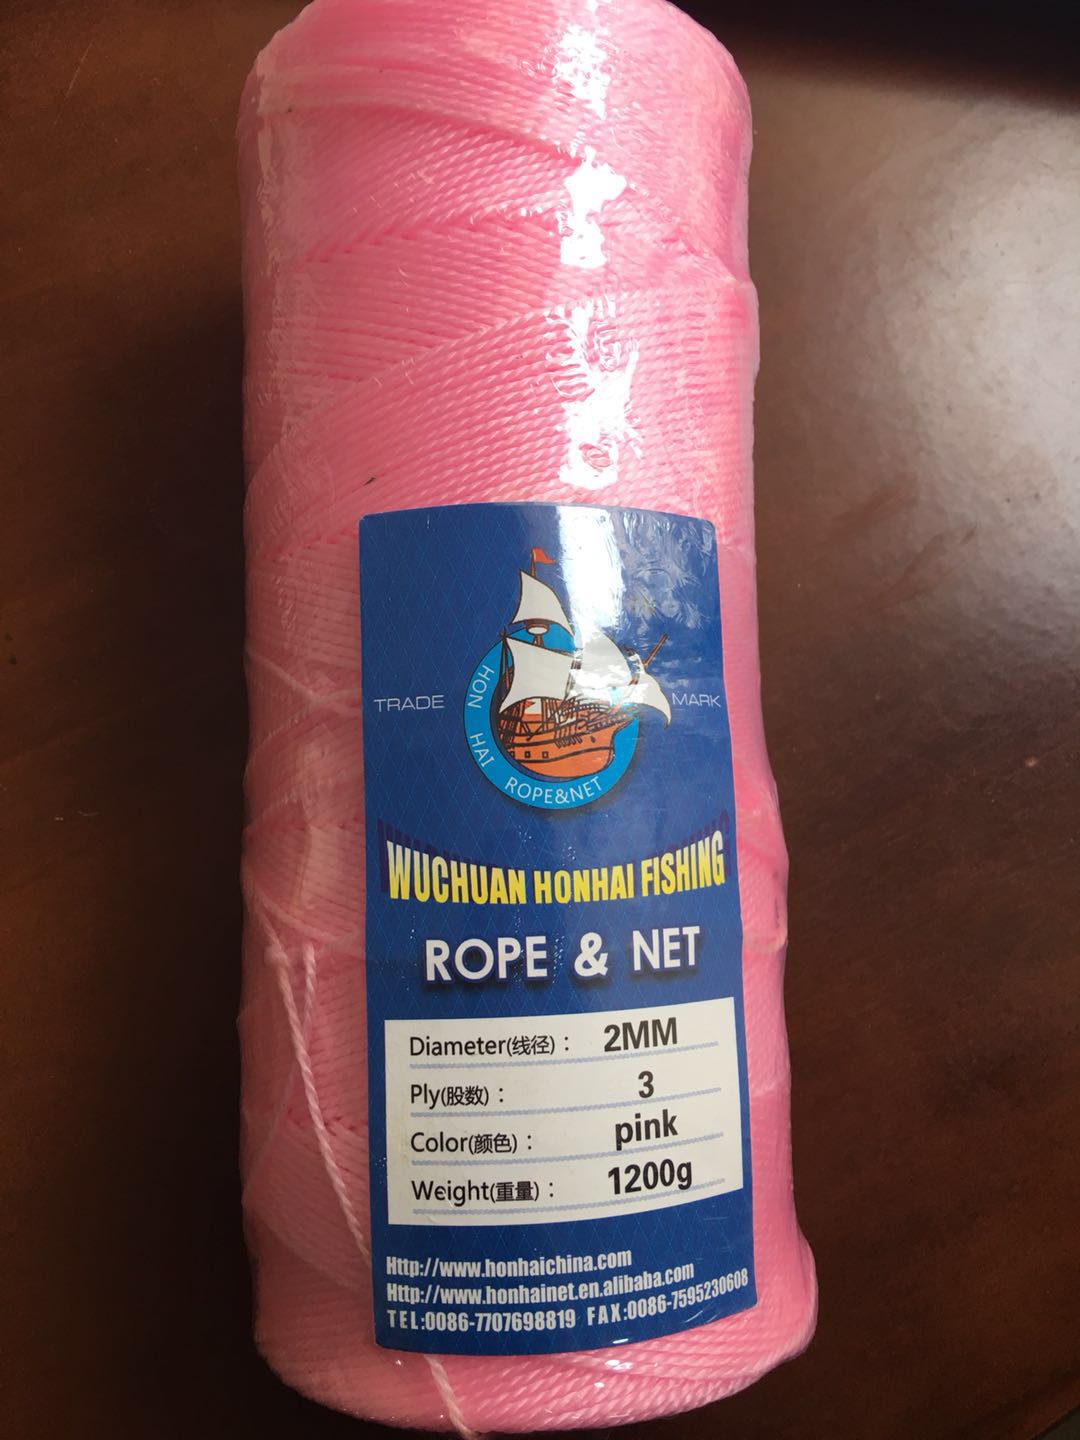 TRADE
MARK
HON HAI ROPE&NET
WUCHUAN HONHAI FISHING
ROPE & NET
Diameter(线径)： 2MM
Ply(股数)： 3
Color(颜色)： pink
Weight(重量)： 1200g
Http://www.honhaichina.com
Http://www.honhainet.en.alibaba.com
TEL:0086-7707698819 FAX:0086-7595230608